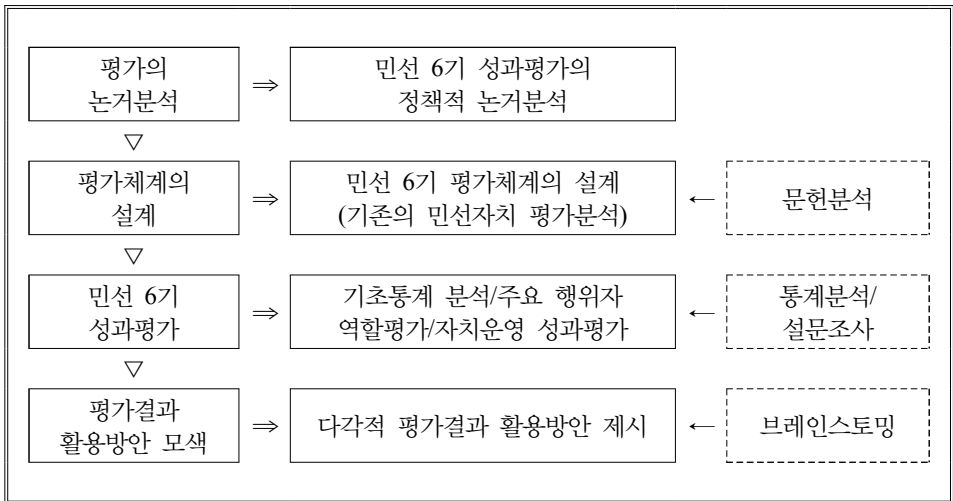 평가의
논거분석
⇒
민선 6기 성과평가의
정책적 논거분석
▽
평가체계의
설계
⇒
민선 6기 평가체계의 설계
(기존의 민선자치 평가분석)
←
문헌분석
▽
민선 6기
성과평가
⇒
기초통계 분석/주요 행위자
역할평가/자치운영 성과평가
←
통계분석/
설문조사
▽
평가결과
활용방안 모색
⇒
다각적 평가결과 활용방안 제시
←
브레인스토밍